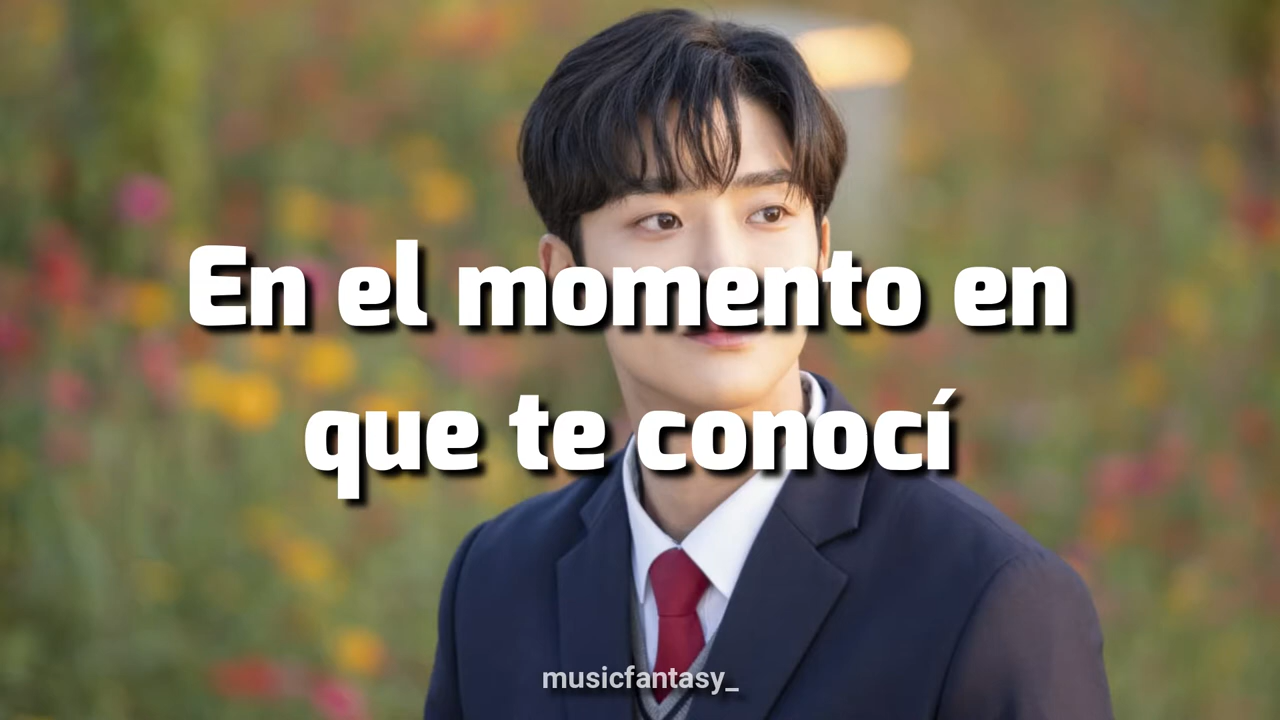 En el momento en
que te conocí
musicfantasy_